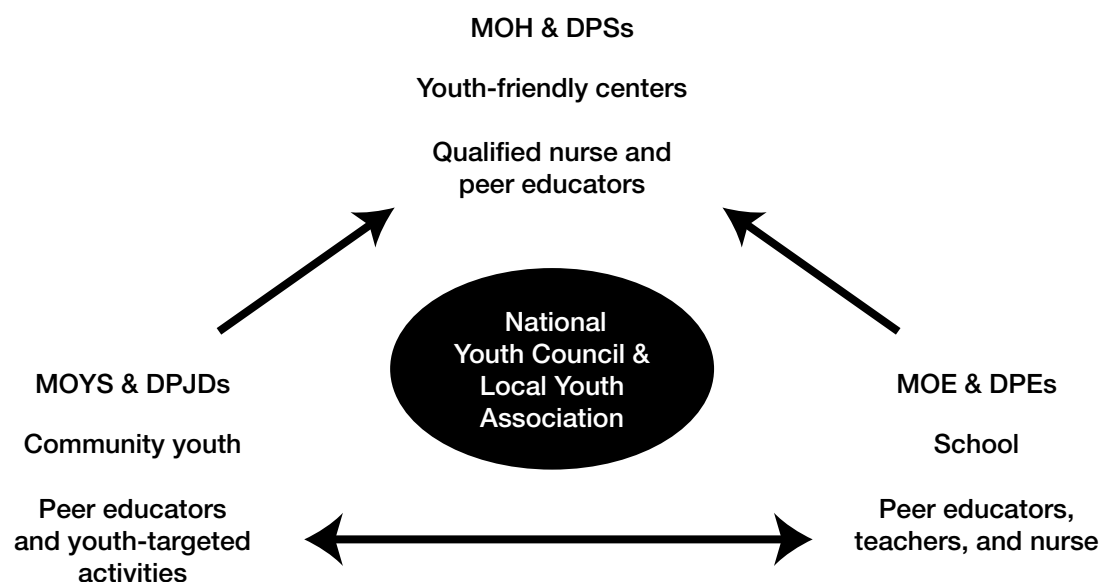 MOH & DPSs
Youth-friendly centers
Qualified nurse and
peer educators
National
Youth Council &
Local Youth
Association
MOYS & DPJDs
Community youth
Peer educators
and youth-targeted
activities
MOE & DPEs
School
Peer educators,
teachers, and nurse